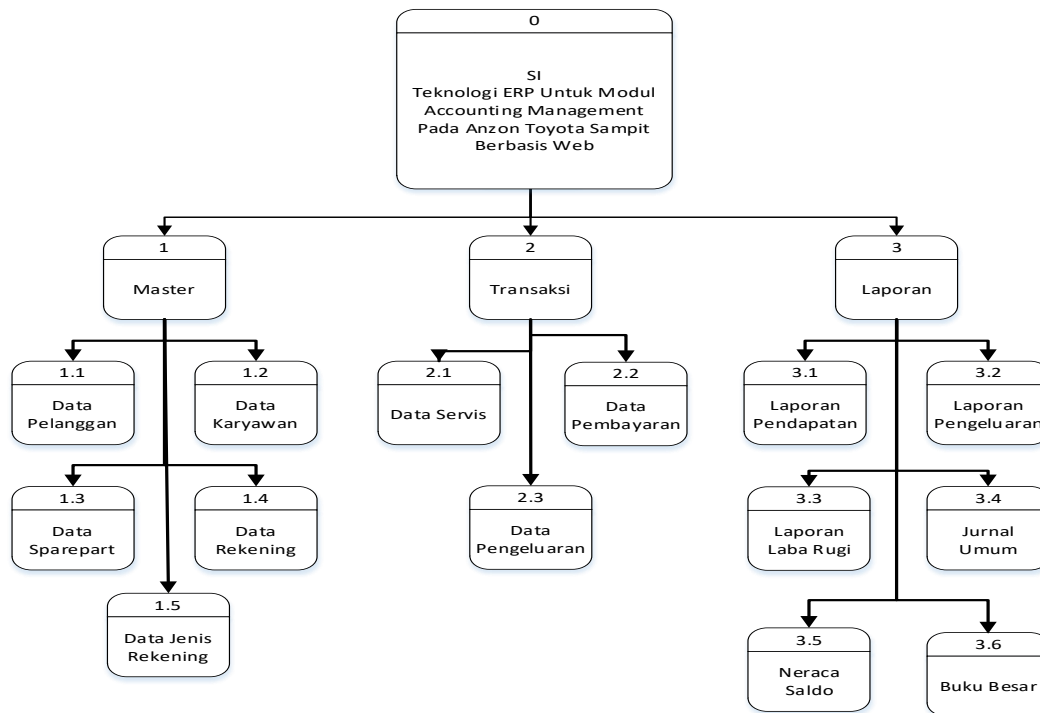 0
SI
Teknologi ERP Untuk Modul
Accounting Management
Pada Anzon Toyota Sampit
Berbasis Web
1
Master
2
Transaksi
3
Laporan
1.1
Data
Pelanggan
1.2
Data
Karyawan
2.1
Data Servis
2.2
Data
Pembayaran
3.1
Laporan
Pendapatan
3.2
Laporan
Pengeluaran
1.3
Data
Sparepart
1.4
Data
Rekening
2.3
Data
Pengeluaran
3.3
Laporan
Laba Rugi
3.4
Jurnal
Umum
1.5
Data Jenis
Rekening
3.5
Neraca
Saldo
3.6
Buku Besar